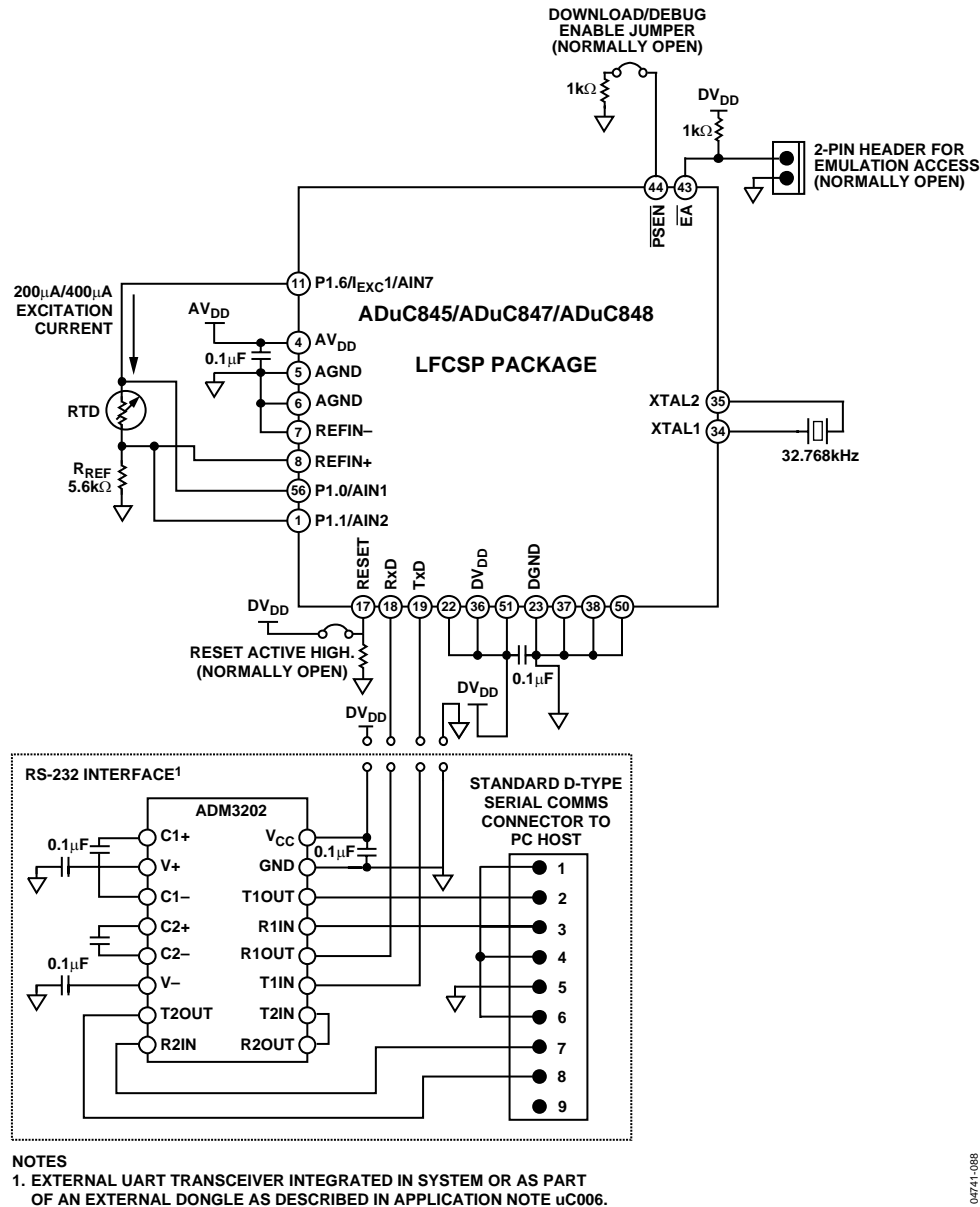 DOWNLOAD/DEBUG
ENABLE JUMPER
(NORMALLY OPEN)
1kΩ
DVDD
1kΩ
2-PIN HEADER FOR
EMULATION ACCESS
(NORMALLY OPEN)
44
43
PSEN
EA
200μA/400μA
EXCITATION
CURRENT
11
P1.6/IEXC1/AIN7
ADuC845/ADuC847/ADuC848
LFCSP PACKAGE
AVDD
4
AVDD
0.1μF
5
AGND
6
AGND
7
REFIN–
8
REFIN+
56
P1.0/AIN1
1
P1.1/AIN2
RTD
RREF
5.6kΩ
XTAL2
35
XTAL1
34
32.768kHz
RESET
RxD
TxD
DVDD
DGND
17
18
19
22
36
51
23
37
38
50
DVDD
RESET ACTIVE HIGH.
(NORMALLY OPEN)
0.1μF
DVDD
DVDD
RS-232 INTERFACE1
STANDARD D-TYPE
SERIAL COMMS
CONNECTOR TO
PC HOST
ADM3202
C1+
V+
C1–
C2+
C2–
V–
T2OUT
R2IN
VCC
GND
T1OUT
R1IN
R1OUT
T1IN
T2IN
R2OUT
0.1μF
0.1μF
0.1μF
1
2
3
4
5
6
7
8
9
NOTES
1. EXTERNAL UART TRANSCEIVER INTEGRATED IN SYSTEM OR AS PART
OF AN EXTERNAL DONGLE AS DESCRIBED IN APPLICATION NOTE uC006.
04741-088